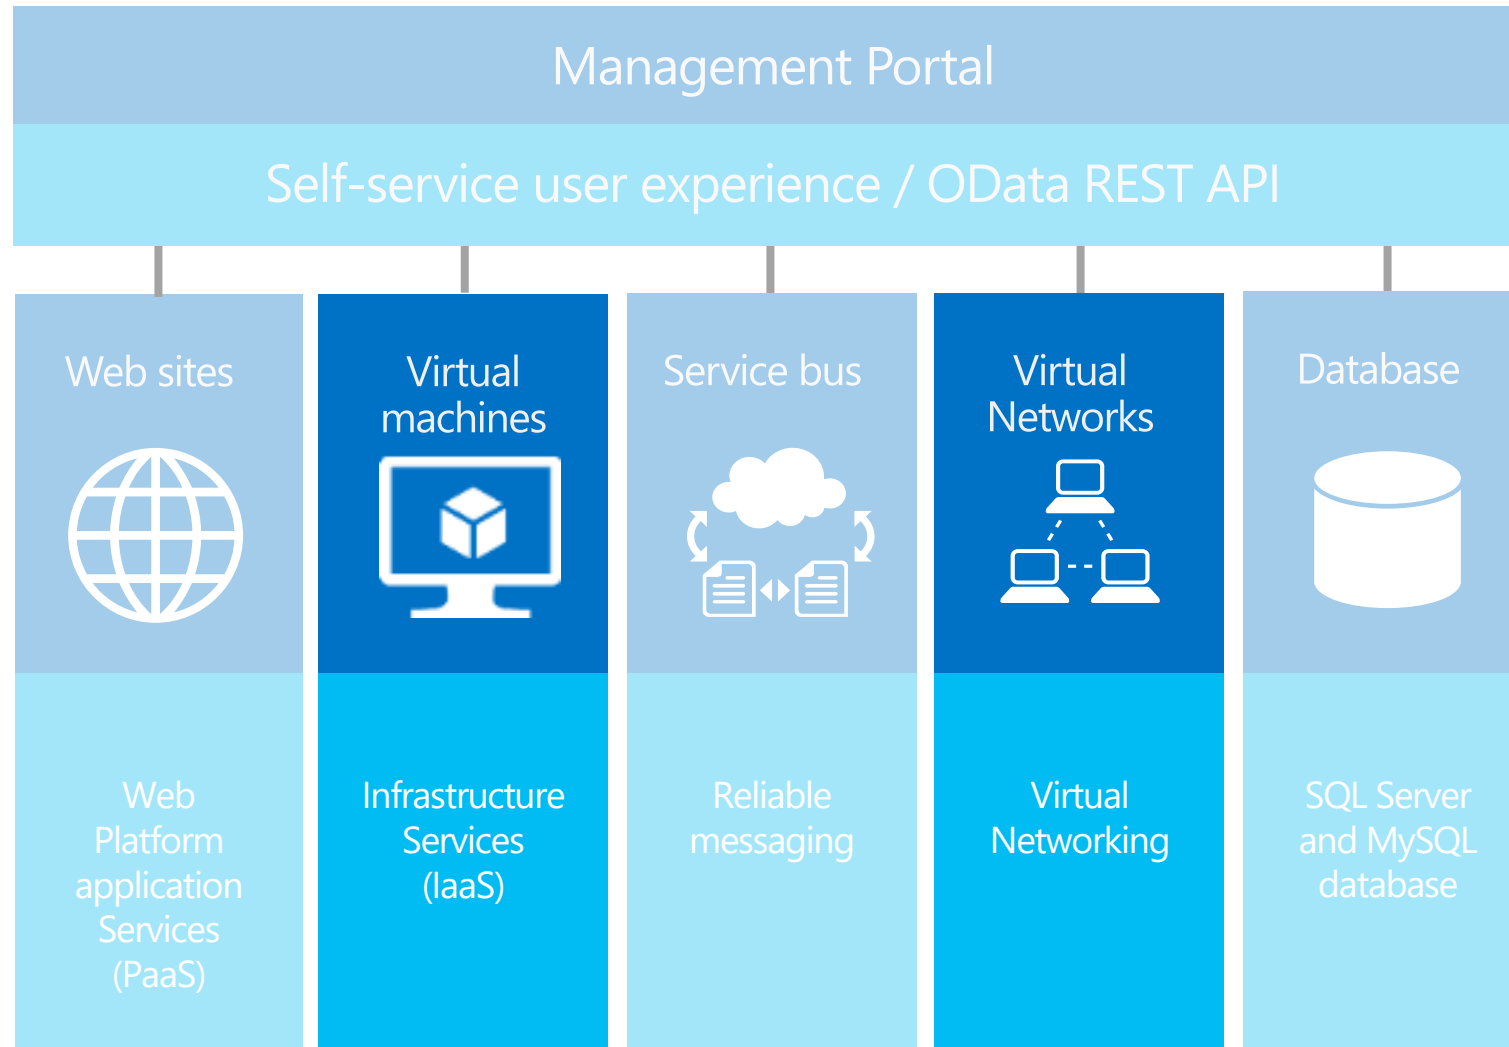 Management Portal
Self-service user experience / OData REST API
Web sites
Virtual
machines
Service bus
Virtual
Networks
Database
Web
Platform
application
Services
(PaaS)
Infrastructure
Services
(IaaS)
Reliable
messaging
Virtual
Networking
SQL Server
and MySQL
database